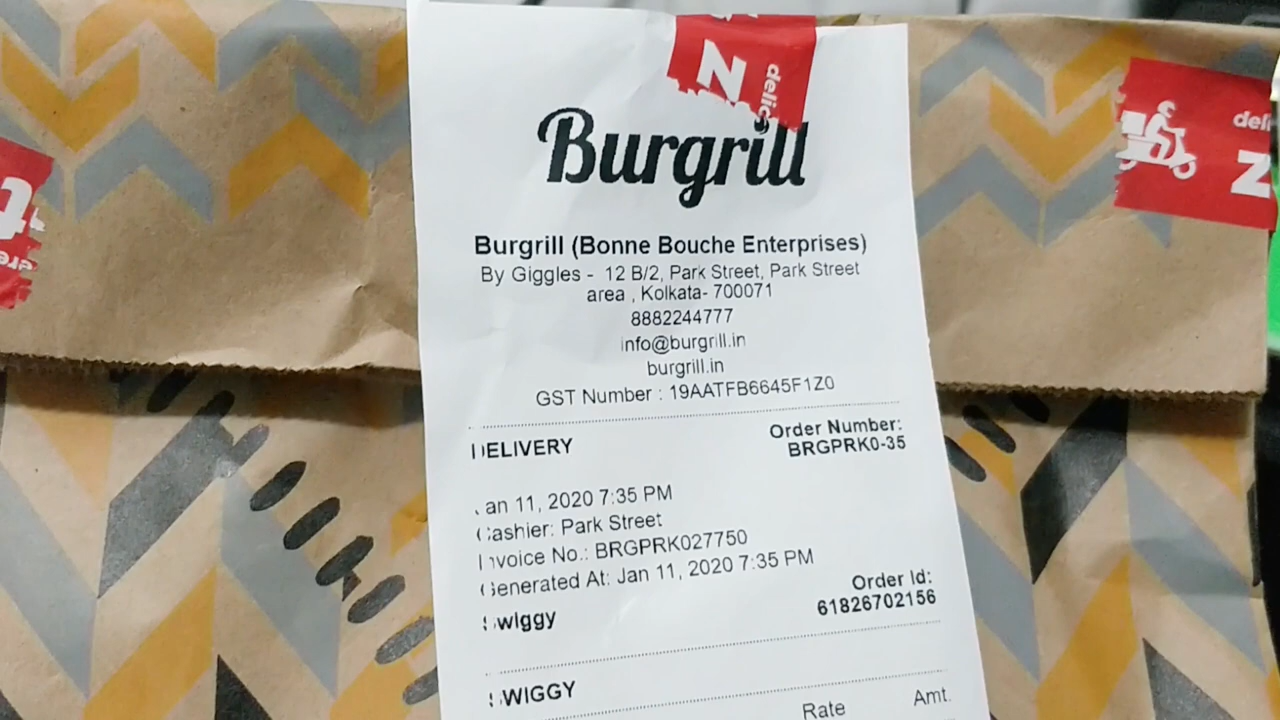 Z
delic
Burgrill
deli
Z
t
Burgrill (Bonne Bouche Enterprises)
By Giggles - 12 B/2, Park Street, Park Street
area , Kolkata- 700071
8882244777
info@burgrill.in
burgrill.in
GST Number : 19AATFB6645F1Z0
DELIVERY
Order Number:
BRGPRK0-35
Jan 11, 2020 7:35 PM
Cashier: Park Street
Invoice No.: BRGPRK027750
Generated At: Jan 11, 2020 7:35 PM
Swiggy
Order Id:
61826702156
SWIGGY
Rate Amt.